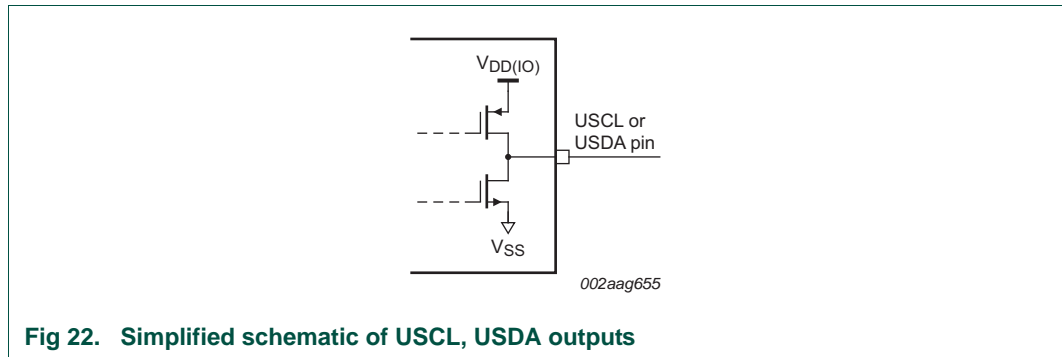 VDD(IO)
USCL or
USDA pin
VSS
002aag655
Fig 22. Simplified schematic of USCL, USDA outputs